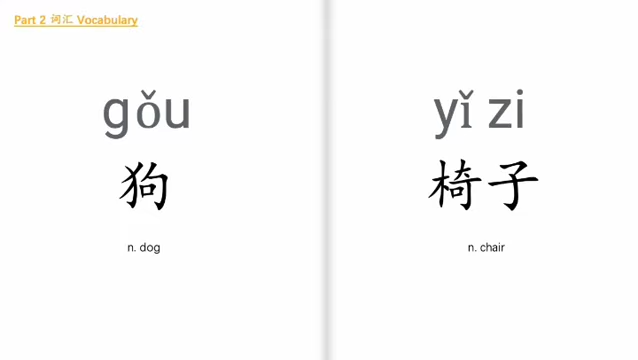 Part 2 词汇 Vocabulary
gǒu
狗
n. dog
yǐ zi
椅子
n. chair